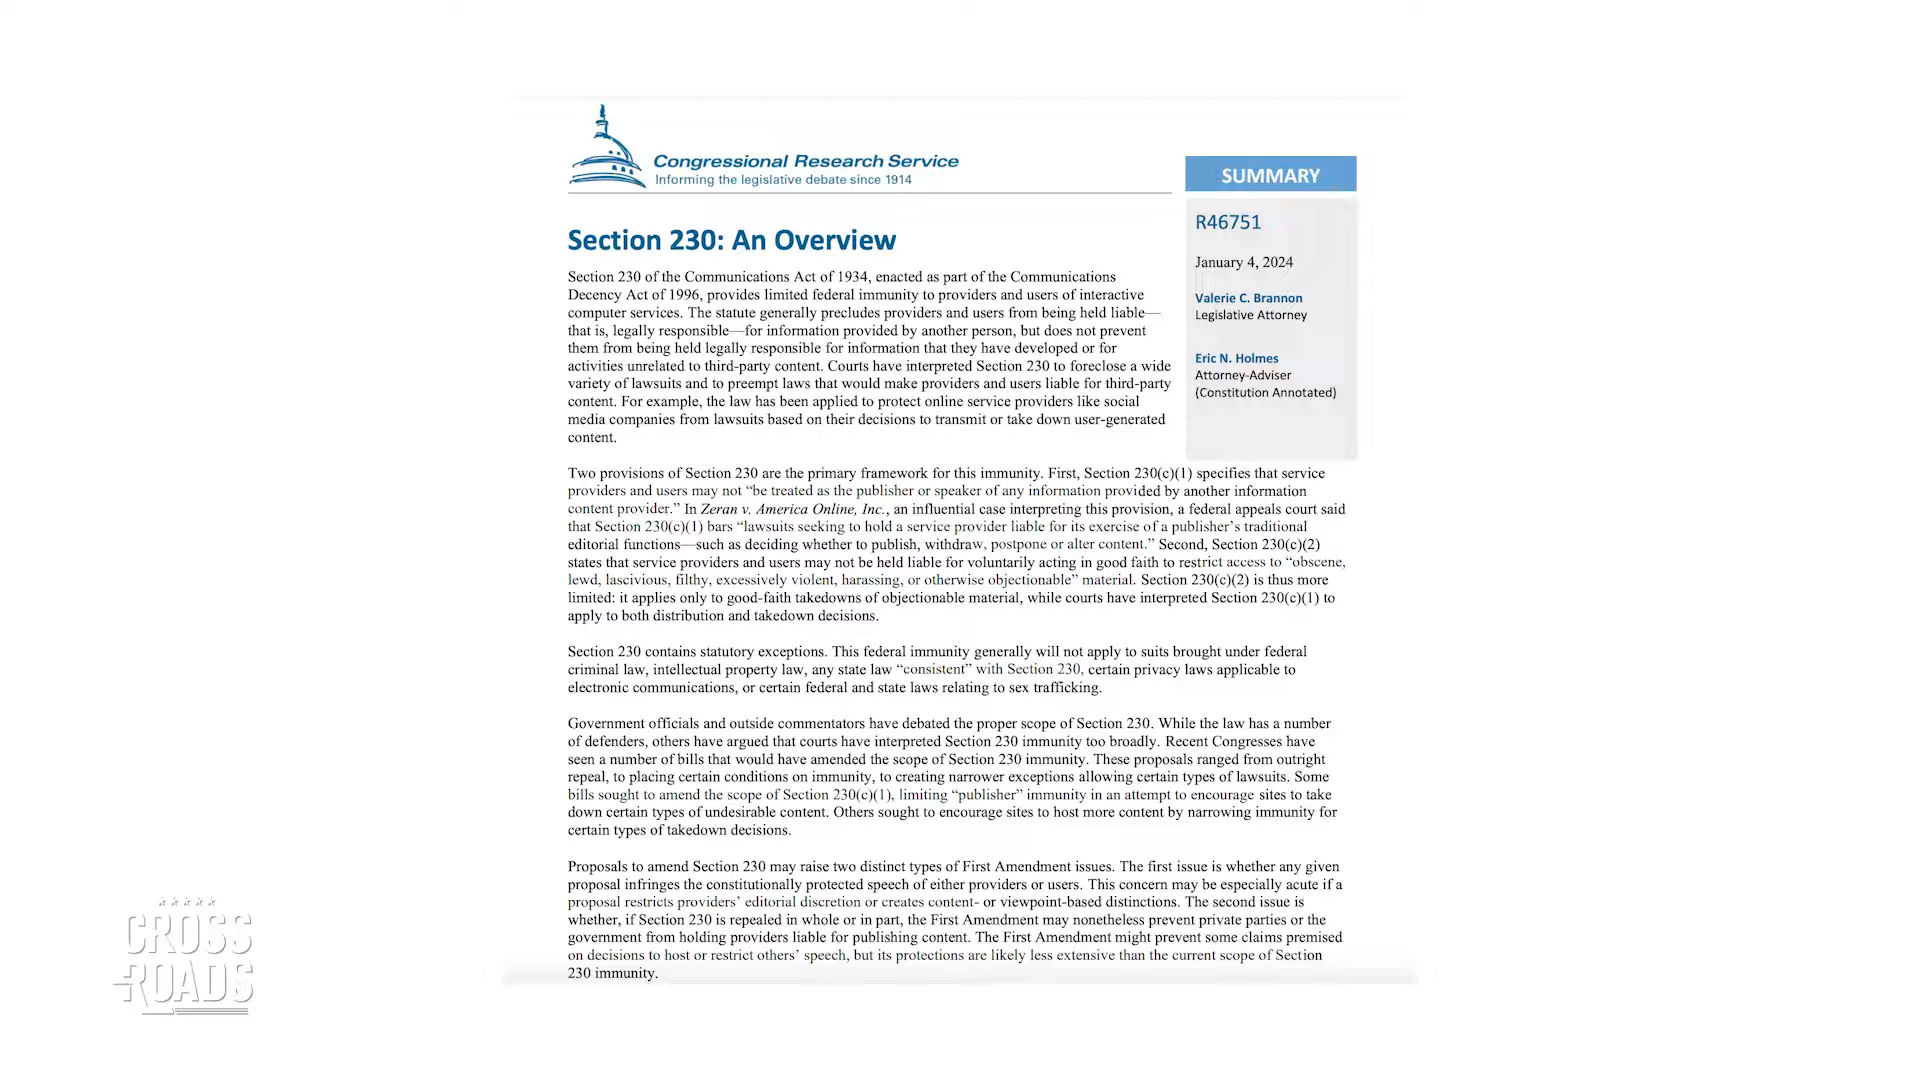 Congressional Research Service
Informing the legislative debate since 1914
SUMMARY
Section 230: An Overview
Section 230 of the Communications Act of 1934, enacted as part of the Communications
Decency Act of 1996, provides limited federal immunity to providers and users of interactive
computer services. The statute generally precludes providers and users from being held liable—
that is, legally responsible—for information provided by another person, but does not prevent
them from being held legally responsible for information that they have developed or for
activities unrelated to third-party content. Courts have interpreted Section 230 to foreclose a wide
variety of lawsuits and to preempt laws that would make providers and users liable for third-party
content. For example, the law has been applied to protect online service providers like social
media companies from lawsuits based on their decisions to transmit or take down user-generated
content.
R46751
January 4, 2024
Valerie C. Brannon
Legislative Attorney
Eric N. Holmes
Attorney-Adviser
(Constitution Annotated)
Two provisions of Section 230 are the primary framework for this immunity. First, Section 230(c)(1) specifies that service
providers and users may not “be treated as the publisher or speaker of any information provided by another information
content provider.” In Zeran v. America Online, Inc., an influential case interpreting this provision, a federal appeals court said
that Section 230(c)(1) bars “lawsuits seeking to hold a service provider liable for its exercise of a publisher’s traditional
editorial functions—such as deciding whether to publish, withdraw, postpone or alter content.” Second, Section 230(c)(2)
states that service providers and users may not be held liable for voluntarily acting in good faith to restrict access to “obscene,
lewd, lascivious, filthy, excessively violent, harassing, or otherwise objectionable” material. Section 230(c)(2) is thus more
limited: it applies only to good-faith takedowns of objectionable material, while courts have interpreted Section 230(c)(1) to
apply to both distribution and takedown decisions.
Section 230 contains statutory exceptions. This federal immunity generally will not apply to suits brought under federal
criminal law, intellectual property law, any state law “consistent” with Section 230, certain privacy laws applicable to
electronic communications, or certain federal and state laws relating to sex trafficking.
Government officials and outside commentators have debated the proper scope of Section 230. While the law has a number
of defenders, others have argued that courts have interpreted Section 230 immunity too broadly. Recent Congresses have
seen a number of bills that would have amended the scope of Section 230 immunity. These proposals ranged from outright
repeal, to placing certain conditions on immunity, to creating narrower exceptions allowing certain types of lawsuits. Some
bills sought to amend the scope of Section 230(c)(1), limiting “publisher” immunity in an attempt to encourage sites to take
down certain types of undesirable content. Others sought to encourage sites to host more content by narrowing immunity for
certain types of takedown decisions.
Proposals to amend Section 230 may raise two distinct types of First Amendment issues. The first issue is whether any given
proposal infringes the constitutionally protected speech of either providers or users. This concern may be especially acute if a
proposal restricts providers’ editorial discretion or creates content- or viewpoint-based distinctions. The second issue is
whether, if Section 230 is repealed in whole or in part, the First Amendment may nonetheless prevent private parties or the
government from holding providers liable for publishing content. The First Amendment might prevent some claims premised
on decisions to host or restrict others’ speech, but its protections are likely less extensive than the current scope of Section
230 immunity.
CROSS
ROADS